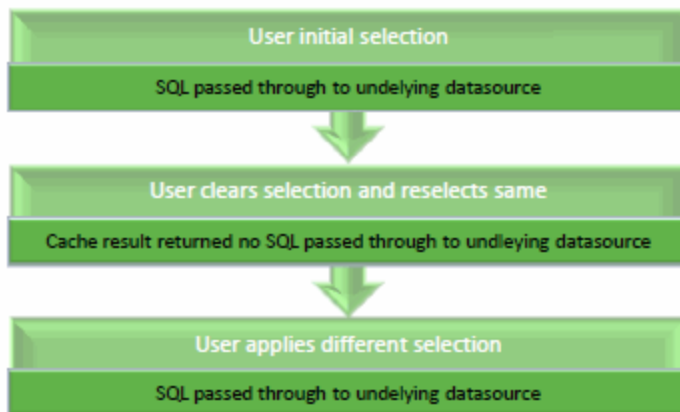 User initial selection
SQL passed through to undelying datasource
User clears selection and reselects same
Cache result returned no SQL passed through to undleying datasource
User applies different selection
SQL passed through to undelying datasource